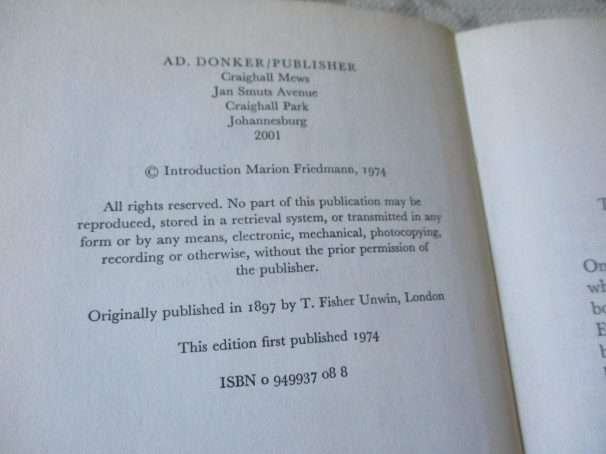 AD. DONKER/PUBLISHER
Craighall Mews
Jan Smuts Avenue
Craighall Park
Johannesburg
2001
© Introduction Marion Friedmann, 1974
All rights reserved. No part of this publication may be
reproduced, stored in a retrieval system, or transmitted in any
form or by any means, electronic, mechanical, photocopying,
recording or otherwise, without the prior permission of
the publisher.
Originally published in 1897 by T. Fisher Unwin, London
This edition first published 1974
ISBN 0 949937 08 8